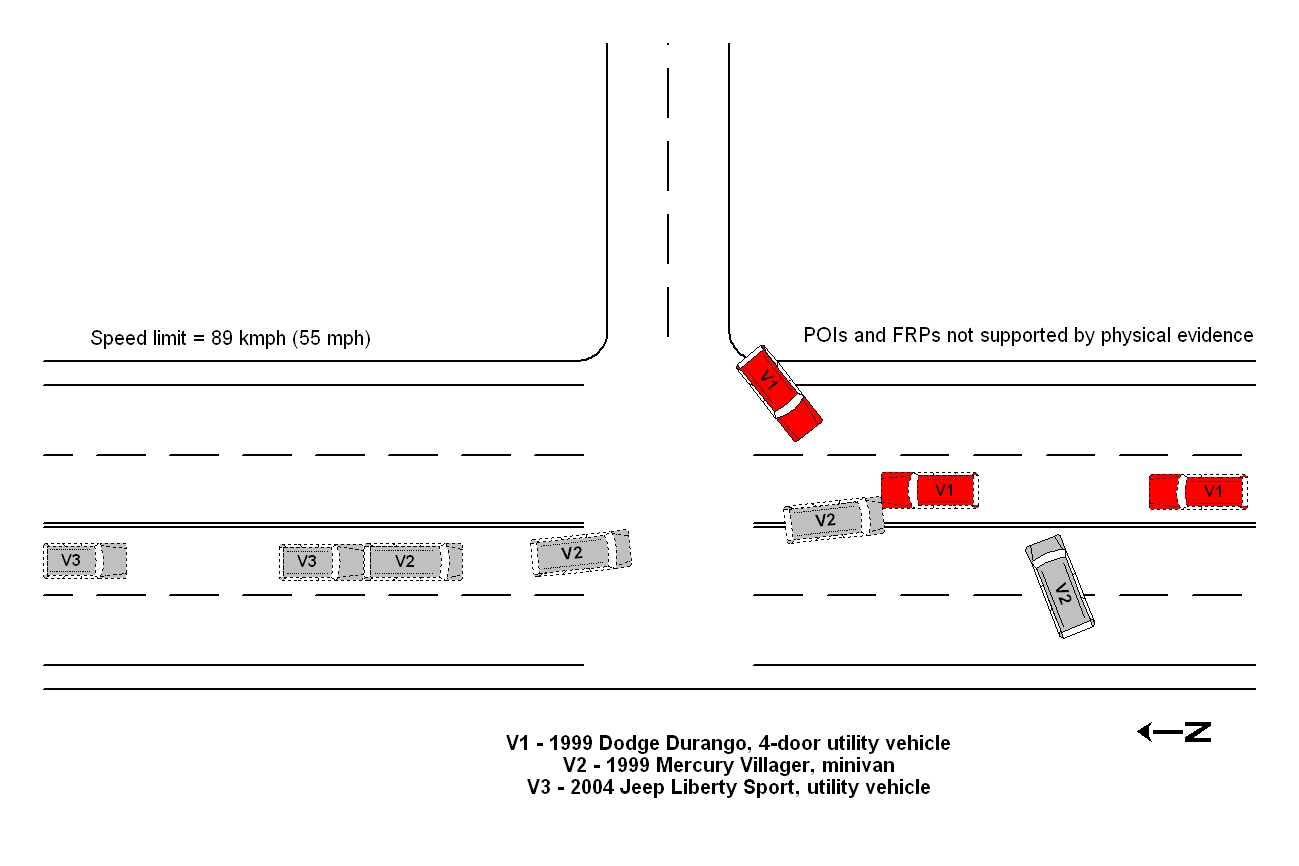 Speed limit = 89 kmph (55 mph)
POIs and FRPs not supported by physical evidence
V1
V3
V2
V2
V1
V1
V2
V3
V3
V2
V2
N
V1 - 1999 Dodge Durango, 4-door utility vehicle
V2 - 1999 Mercury Villager, minivan
V3 - 2004 Jeep Liberty Sport, utility vehicle